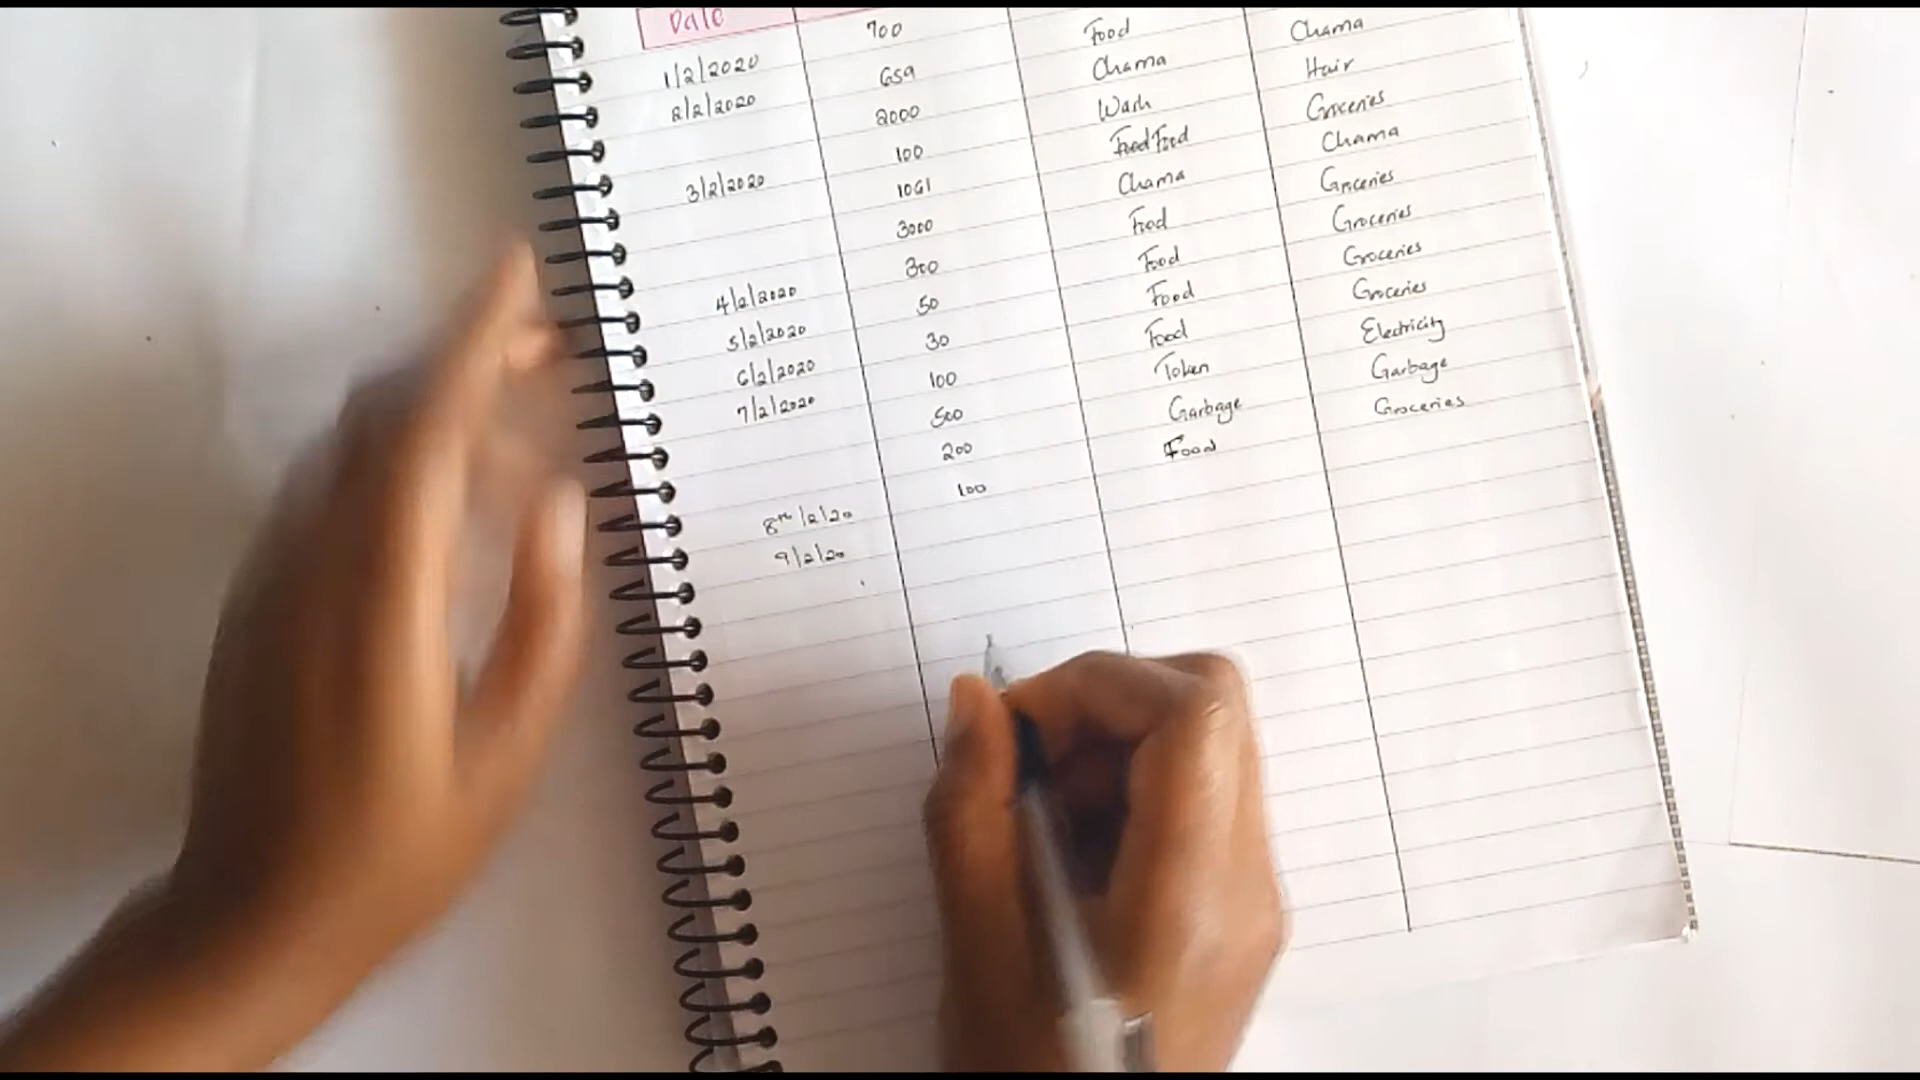 Date
1/2/2020 700
2/2/2020 659 Food
2000 Chama Chama
3/2/2020 100 Wash Hair
1061 Food Food Groceries
3000 Chama Chama
4/2/2020 300 Food Groceries
5/2/2020 50 Food Groceries
6/2/2020 30 Food Groceries
7/2/2020 100 Food Groceries
500 Token Electricity
200 Garbage Garbage
8th/2/20 100 Food Groceries
9/2/20